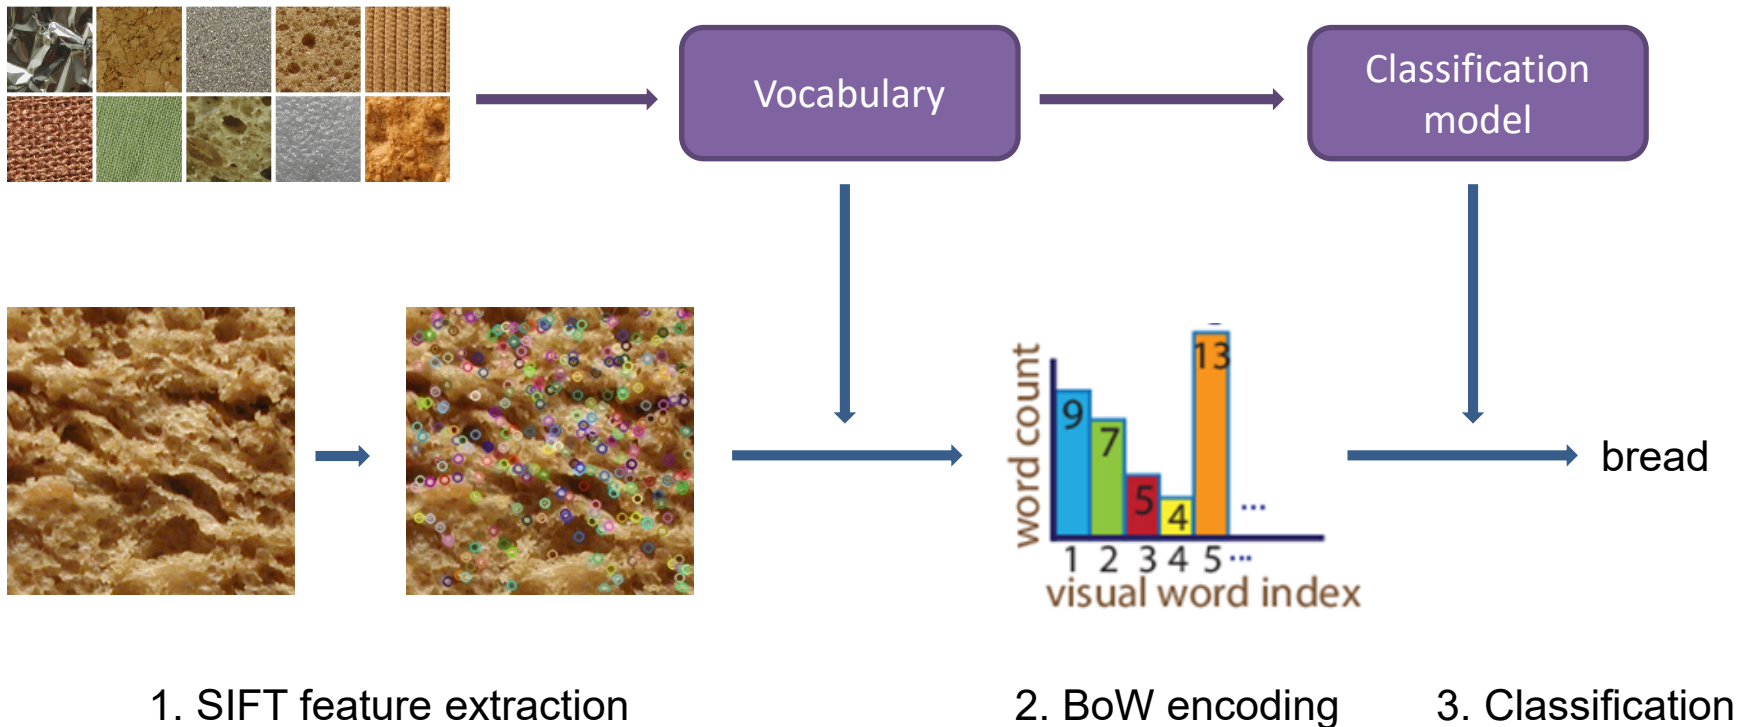 Vocabulary
Classification
model
word count
9
7
5
4
13
...
1 2 3 4 5 ...
visual word index
bread
1. SIFT feature extraction
2. BoW encoding
3. Classification